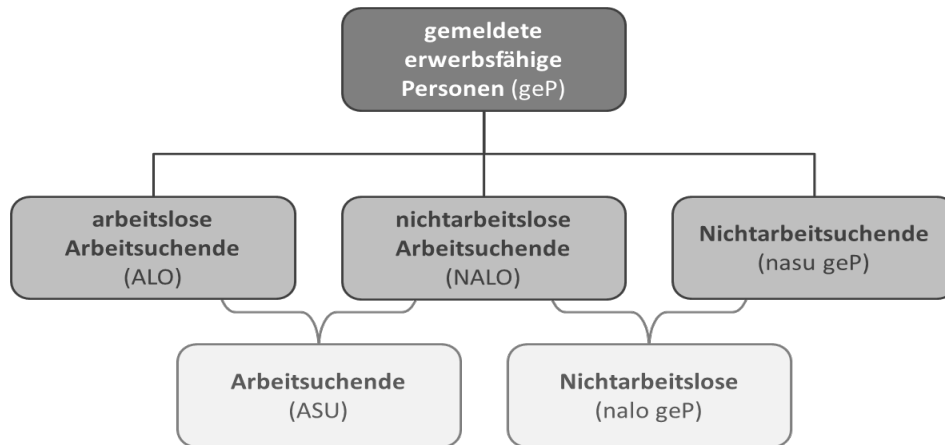 gemeldete
erwerbsfähige
Personen (geP)
arbeitslose
Arbeitsuchende
(ALO)
nichtarbeitslose
Arbeitsuchende
(NALO)
Nichtarbeitsuchende
(nasu geP)
Arbeitsuchende
(ASU)
Nichtarbeitslose
(nalo geP)